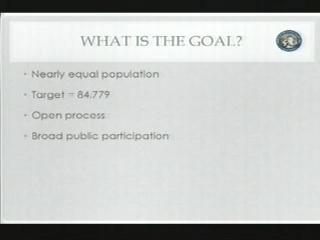 WHAT IS THE GOAL?
• Nearly equal population
• Target = 84,779
• Open process
• Broad public participation